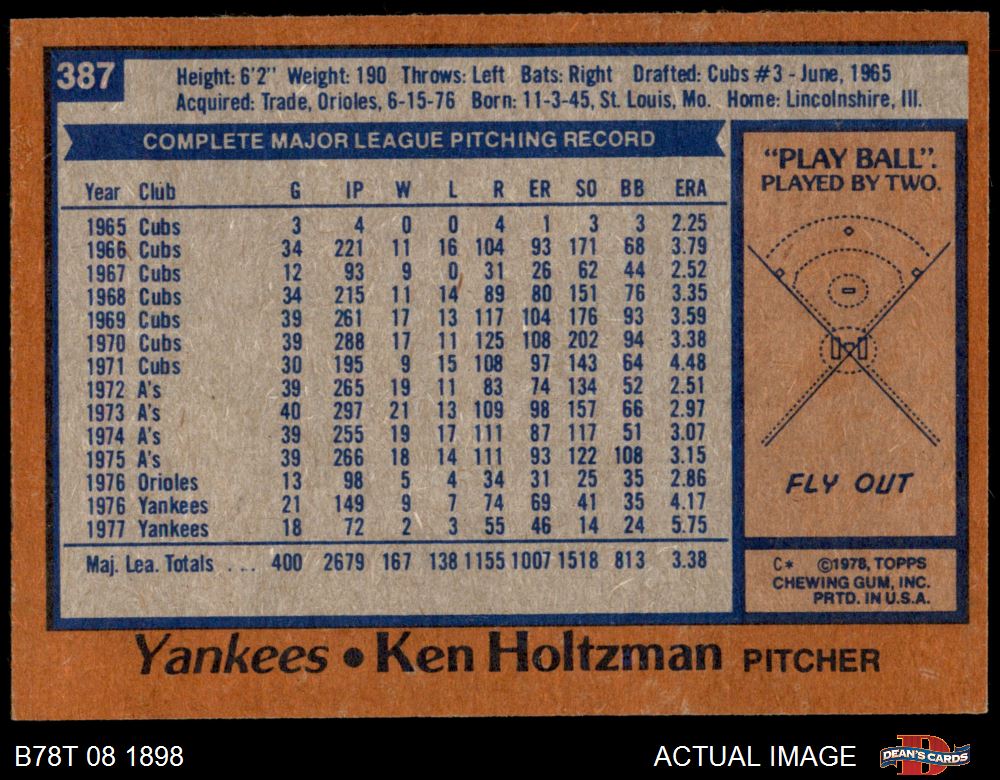 387
Height: 6'2" Weight: 190 Throws: Left Bats: Right Drafted: Cubs #3 - June, 1965
Acquired: Trade, Orioles, 6-15-76 Born: 11-3-45, St. Louis, Mo. Home: Lincolnshire, Ill.
COMPLETE MAJOR LEAGUE PITCHING RECORD
Year Club G IP W L R ER SO BB ERA
1965 Cubs 3 4 0 0 4 1 3 3 2.25
1966 Cubs 34 221 11 16 104 93 171 68 3.79
1967 Cubs 12 93 9 0 31 26 62 44 2.52
1968 Cubs 34 215 11 14 89 80 151 76 3.35
1969 Cubs 39 261 17 13 117 104 176 93 3.59
1970 Cubs 39 288 17 11 125 108 202 94 3.38
1971 Cubs 30 195 9 15 108 97 143 64 4.48
1972 A's 39 265 19 11 83 74 134 52 2.51
1973 A's 40 297 21 13 109 98 157 66 2.97
1974 A's 39 255 19 17 111 87 117 51 3.07
1975 A's 39 266 18 14 111 93 122 108 3.15
1976 Orioles 13 98 5 4 34 31 25 35 2.86
1976 Yankees 21 149 9 7 74 69 41 35 4.17
1977 Yankees 18 72 2 3 55 46 14 24 5.75
Maj. Lea. Totals . . . 400 2679 167 138 1155 1007 1518 813 3.38
"PLAY BALL".
PLAYED BY TWO.
FLY OUT
C* ©1978, TOPPS
CHEWING GUM, INC.
PRTD. IN U.S.A.
Yankees • Ken Holtzman PITCHER
B78T 08 1898
ACTUAL IMAGE
DEAN'S CARDS